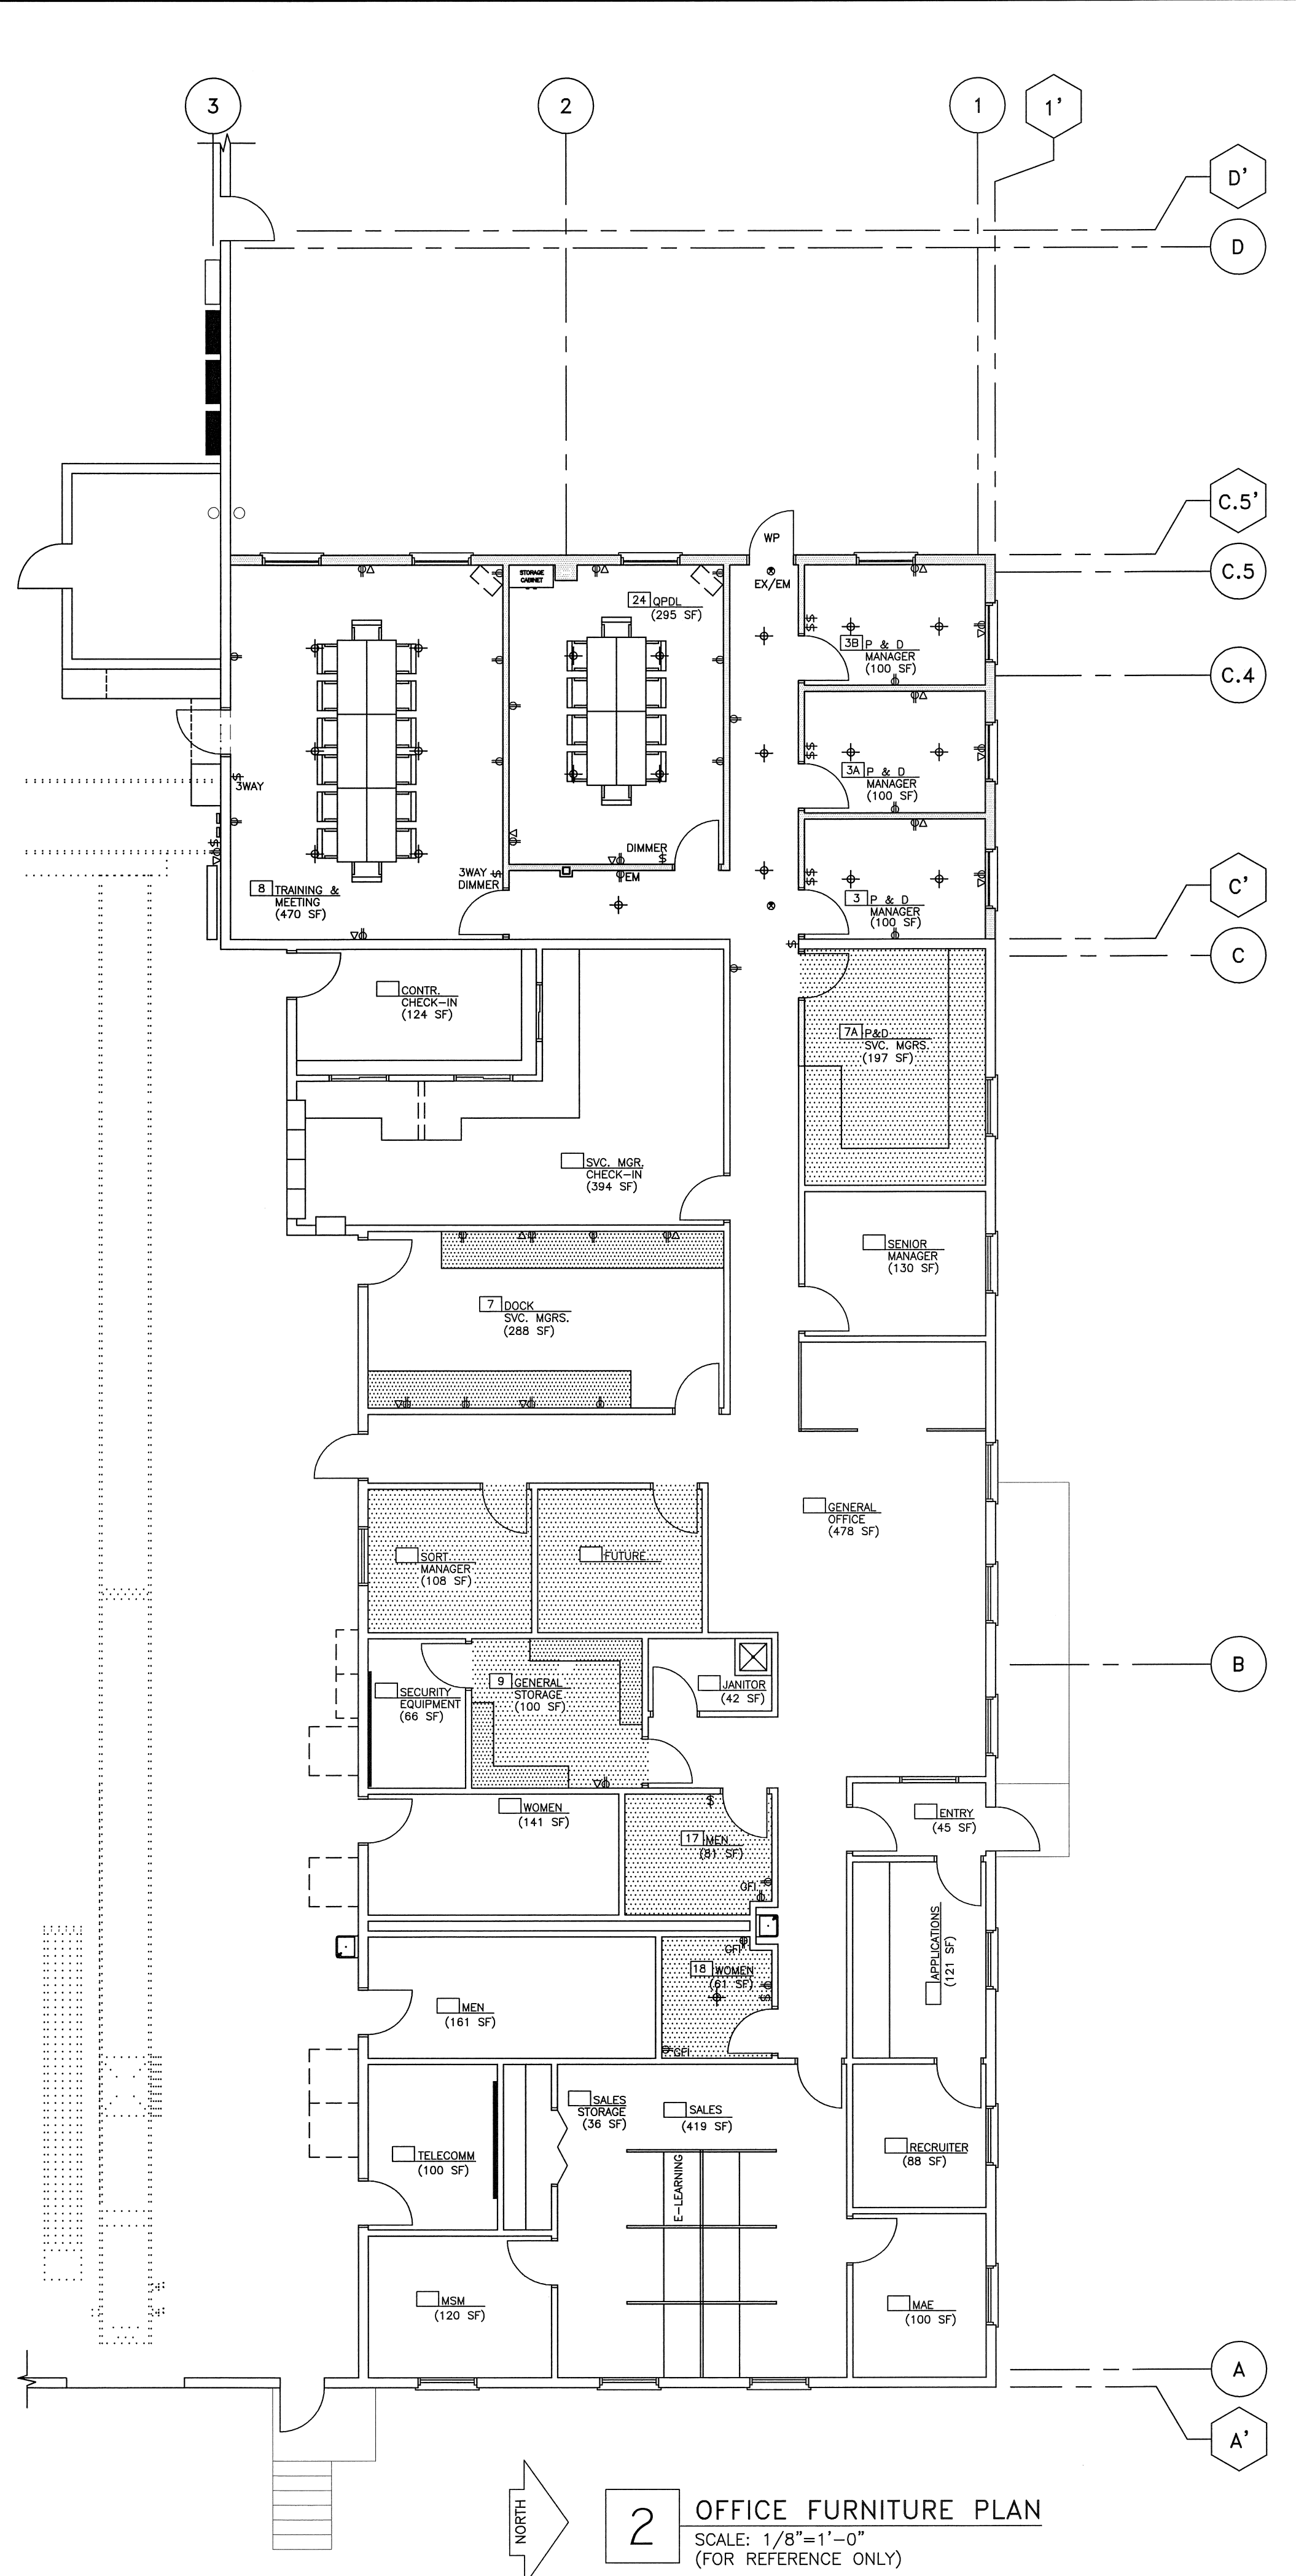 3
2
1
1'
D'
D
C.5'
C.5
C.4
C'
C
B
A
A'
WP
EX/EM
STORAGE
CABINET
24 QPDL
(295 SF)
3B P & D
MANAGER
(100 SF)
3A P & D
MANAGER
(100 SF)
3WAY
DIMMER
EM
3WAY
DIMMER
8 TRAINING &
MEETING
(470 SF)
3 P & D
MANAGER
(100 SF)
CONTR.
CHECK-IN
(124 SF)
7A P&D
SVC. MGRS.
(197 SF)
SVC. MGR.
CHECK-IN
(394 SF)
SENIOR
MANAGER
(130 SF)
7 DOCK
SVC. MGRS.
(288 SF)
GENERAL
OFFICE
(478 SF)
SORT
MANAGER
(108 SF)
FUTURE
SECURITY
EQUIPMENT
(66 SF)
9 GENERAL
STORAGE
(100 SF)
JANITOR
(42 SF)
WOMEN
(141 SF)
17 MEN
(81 SF)
GFI
ENTRY
(45 SF)
APPLICATIONS
(121 SF)
GFI
18 WOMEN
(61 SF)
GFI
MEN
(161 SF)
SALES
STORAGE
(36 SF)
SALES
(419 SF)
TELECOMM
(100 SF)
E-LEARNING
RECRUITER
(88 SF)
MSM
(120 SF)
MAE
(100 SF)
NORTH
2
OFFICE FURNITURE PLAN
SCALE: 1/8"=1'-0"
(FOR REFERENCE ONLY)